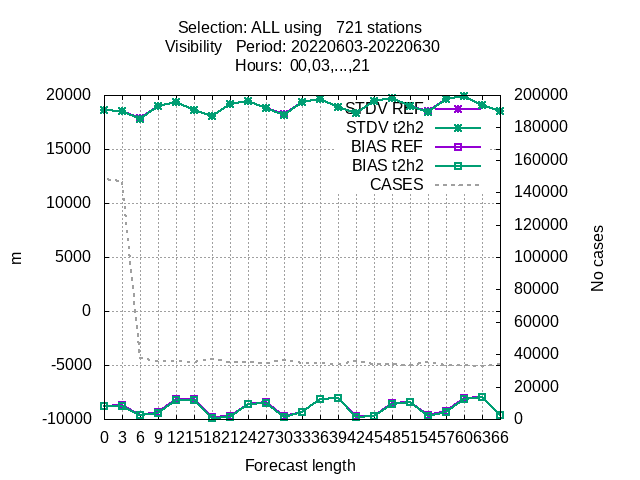 Selection: ALL using 721 stations
Visibility Period: 20220603-20220630
Hours: 00,03,...,21
20000
15000
10000
5000
0
-5000
-10000
m
STDV REF
STDV t2h2
BIAS REF
BIAS t2h2
CASES
200000
180000
160000
140000
120000
100000
80000
60000
40000
20000
0
No cases
0 3 6 9 12 15 18 21 24 27 30 33 36 39 42 45 48 51 54 57 60 63 66
Forecast length